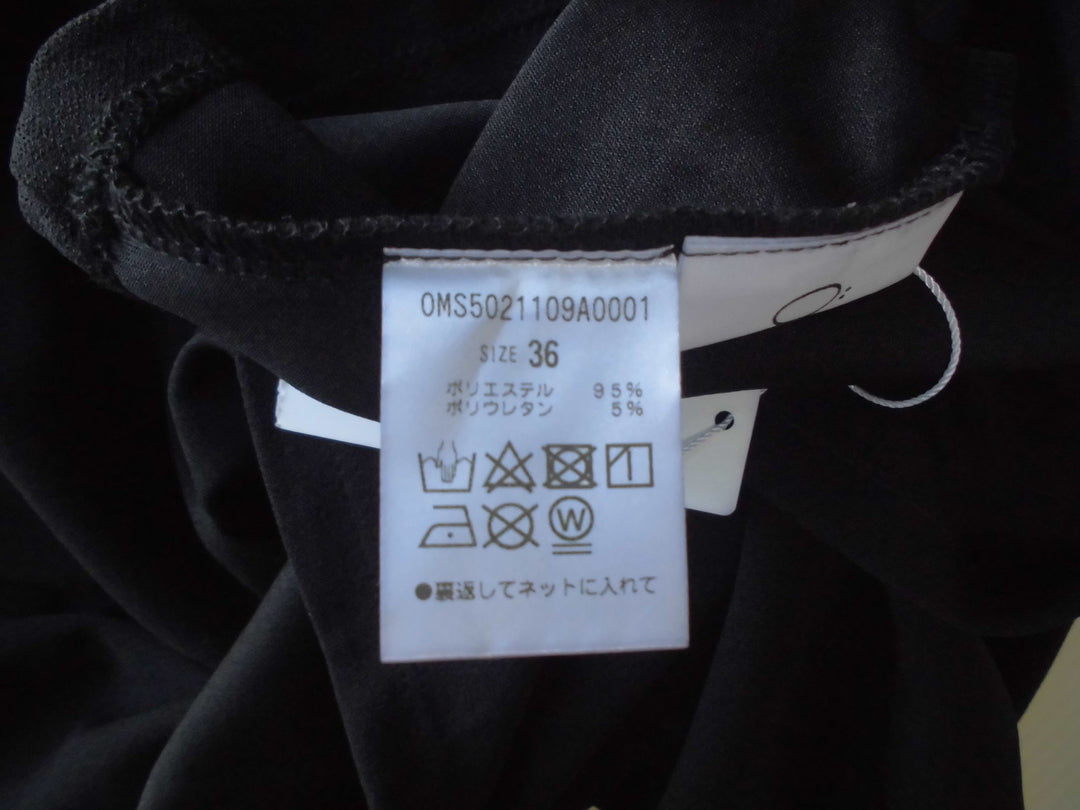 OMS5021109A0001
SIZE 36
ポリエステル 95%
ポリウレタン 5%
W
●裏返してネットに入れて